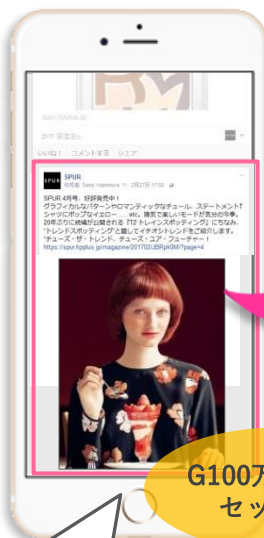 spur.hpplus.jp
いいね！ コメントする シェア
SPUR
SPUR
SPUR 4月号、好評発売中！
グラフィカルなパターンやロマンティックなチュール、ステートメントT
シャツにポップなイエロー……etc。陽気で楽しいモードが気分の今季。
20年ぶりに続編が公開される『T2 トレインスポッティング』にちなみ、
“トレンドスポッティング”と題してイチオシトレンドをご紹介します。
“チューズ・ザ・トレンド、チューズ・ユア・フューチャー！
https://spur.hpplus.jp/magazine/201702/JBRpk0M/?page=4
G100万
セッ